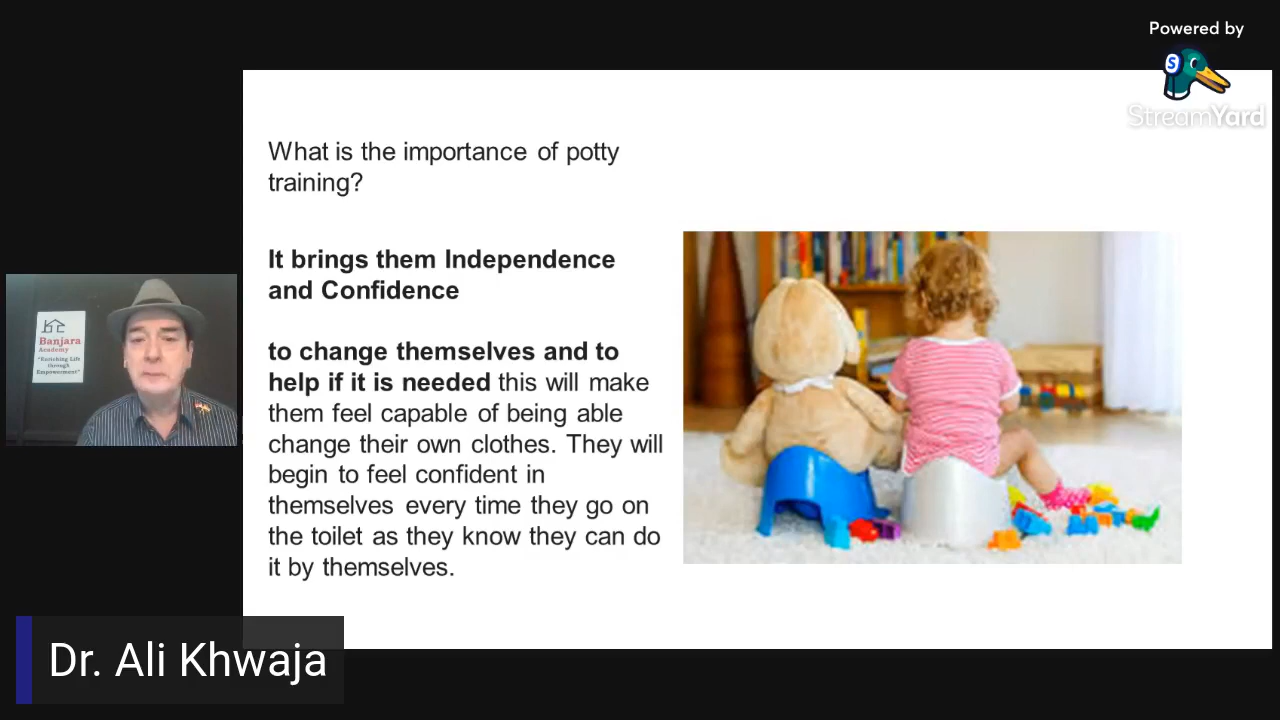 Powered by
StreamYard
What is the importance of potty
training?
It brings them Independence
and Confidence
to change themselves and to
help if it is needed this will make
them feel capable of being able
change their own clothes. They will
begin to feel confident in
themselves every time they go on
the toilet as they know they can do
it by themselves.
Banjara
Academy
"Enriching Life
through
Empowerment"
Dr. Ali Khwaja